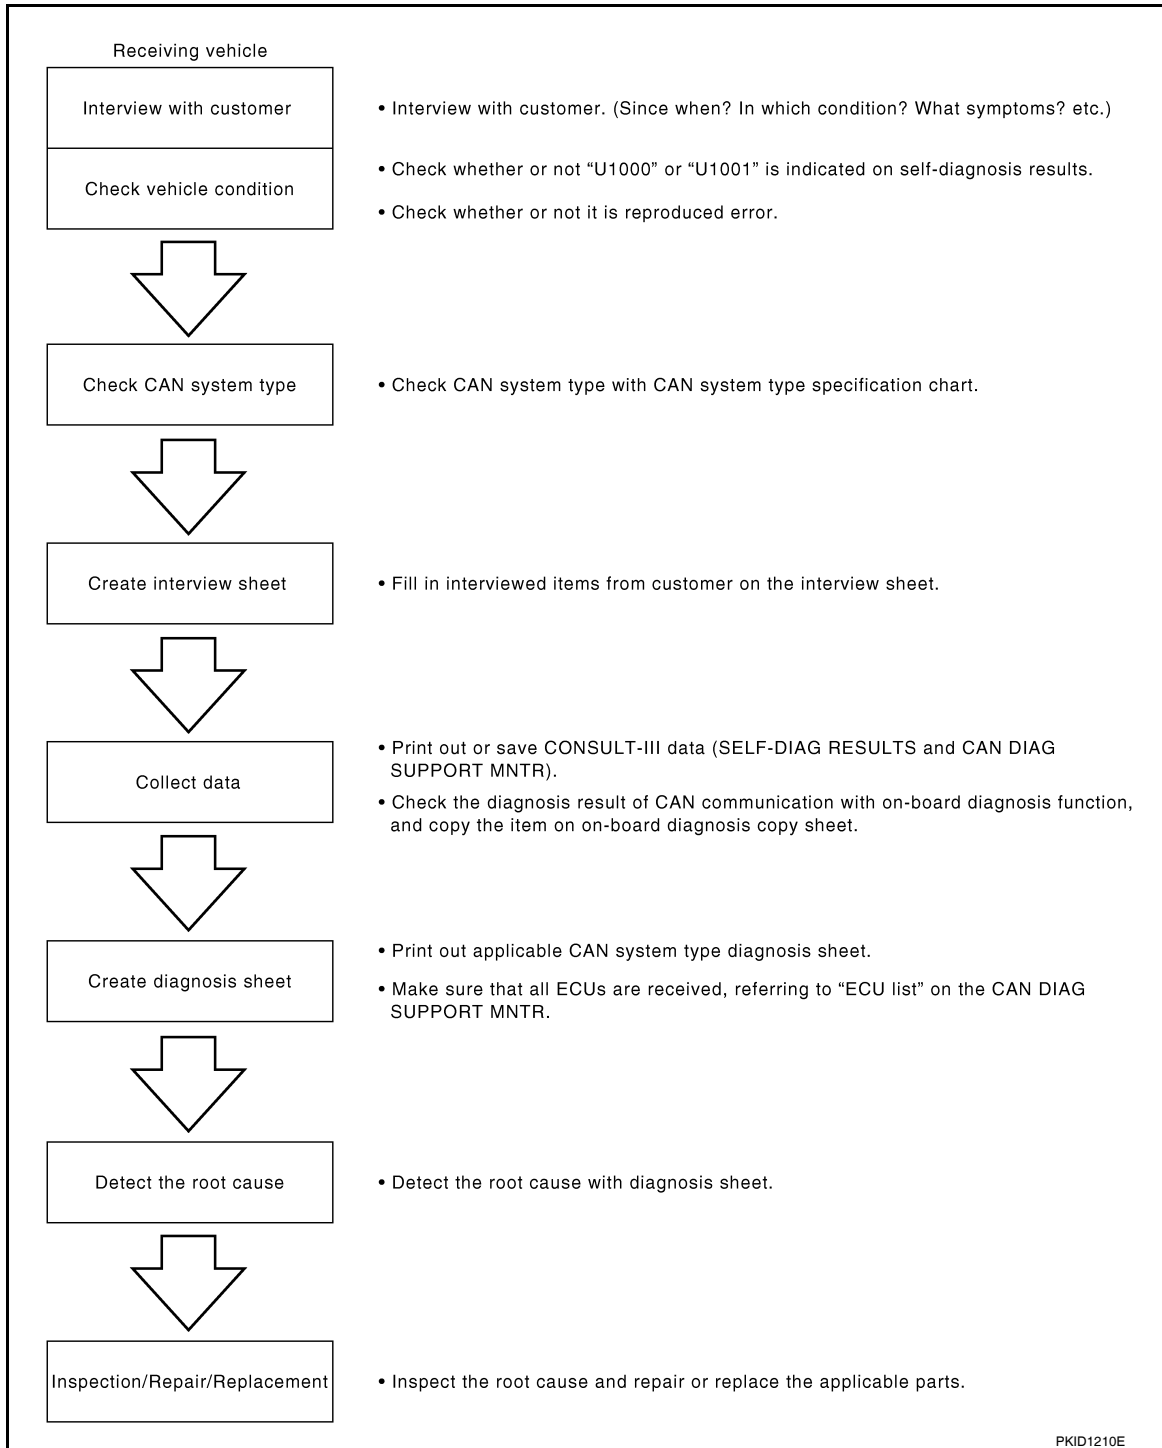 Receiving vehicle
Interview with customer
• Interview with customer. (Since when? In which condition? What symptoms? etc.)
Check vehicle condition
• Check whether or not “U1000” or “U1001” is indicated on self-diagnosis results.
• Check whether or not it is reproduced error.
Check CAN system type
• Check CAN system type with CAN system type specification chart.
Create interview sheet
• Fill in interviewed items from customer on the interview sheet.
Collect data
• Print out or save CONSULT-III data (SELF-DIAG RESULTS and CAN DIAG
SUPPORT MNTR).
• Check the diagnosis result of CAN communication with on-board diagnosis function,
and copy the item on on-board diagnosis copy sheet.
Create diagnosis sheet
• Print out applicable CAN system type diagnosis sheet.
• Make sure that all ECUs are received, referring to “ECU list” on the CAN DIAG
SUPPORT MNTR.
Detect the root cause
• Detect the root cause with diagnosis sheet.
Inspection/Repair/Replacement
• Inspect the root cause and repair or replace the applicable parts.
PKID1210E